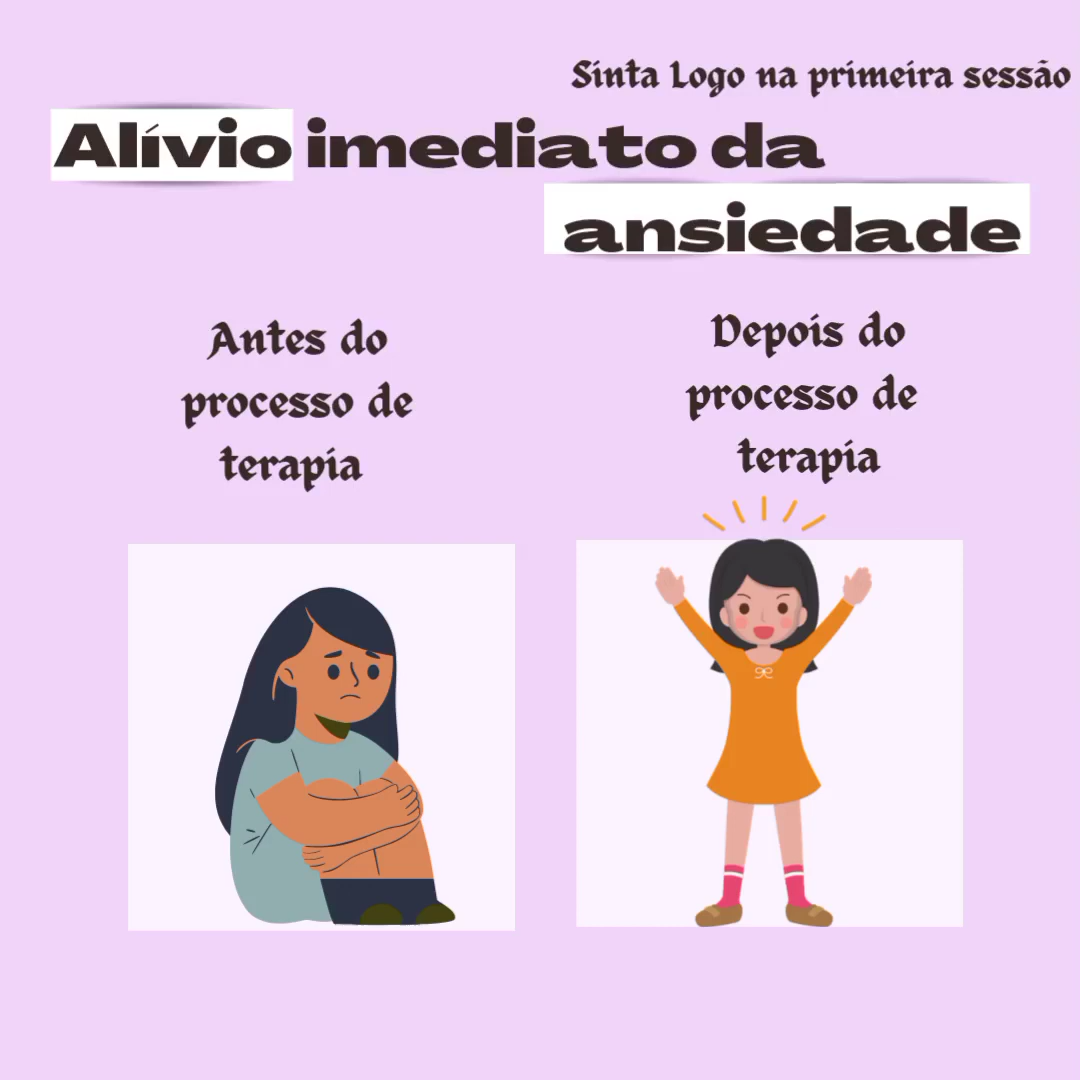 Sinta Logo na primeira sessão
Alívio imediato da
ansiedade
Antes do
processo de
terapia
Depois do
processo de
terapia